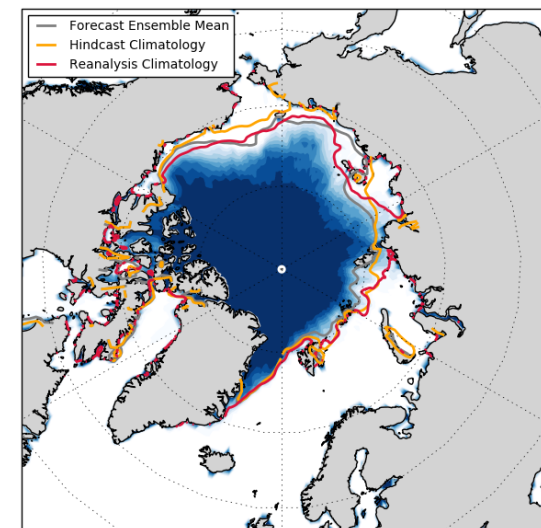 Forecast Ensemble Mean
Hindcast Climatology
Reanalysis Climatology